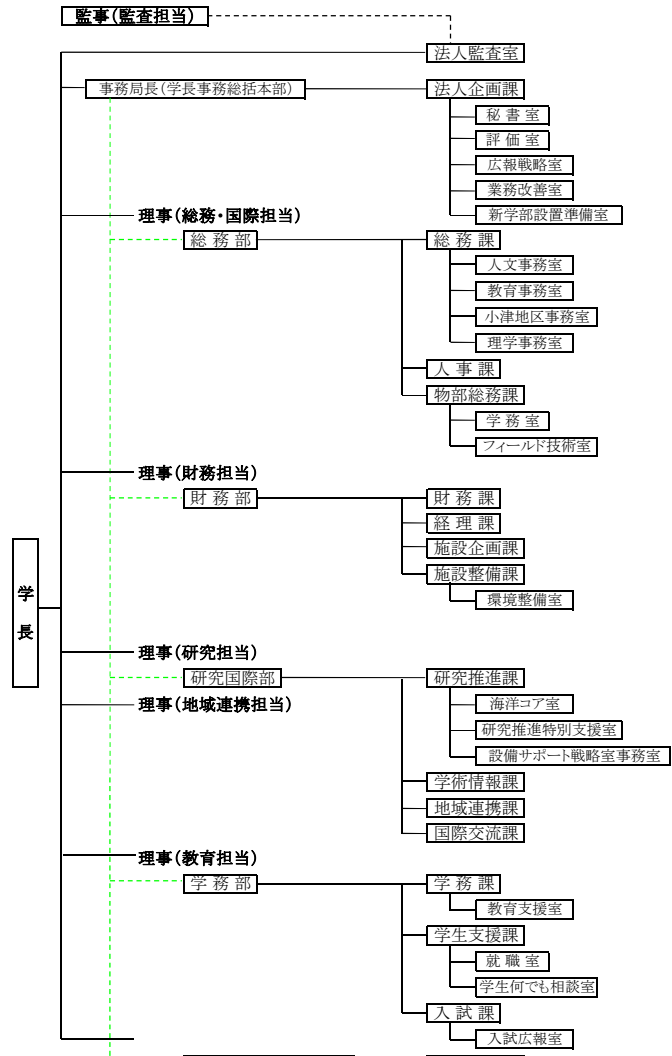 監事(監査担当)
法人監査室
事務局長(学長事務総括本部)
法人企画課
秘書室
評価室
広報戦略室
業務改善室
新学部設置準備室
理事(総務・国際担当)
総務部
総務課
人文事務室
教育事務室
小津地区事務室
理学事務室
人事課
物部総務課
学務室
フィールド技術室
理事(財務担当)
財務部
財務課
経理課
施設企画課
施設整備課
環境整備室
学長
理事(研究担当)
研究国際部
研究推進課
理事(地域連携担当)
海洋コア室
研究推進特別支援室
設備サポート戦略室事務室
学術情報課
地域連携課
国際交流課
理事(教育担当)
学務部
学務課
教育支援室
学生支援課
就職室
学生何でも相談室
入試課
入試広報室